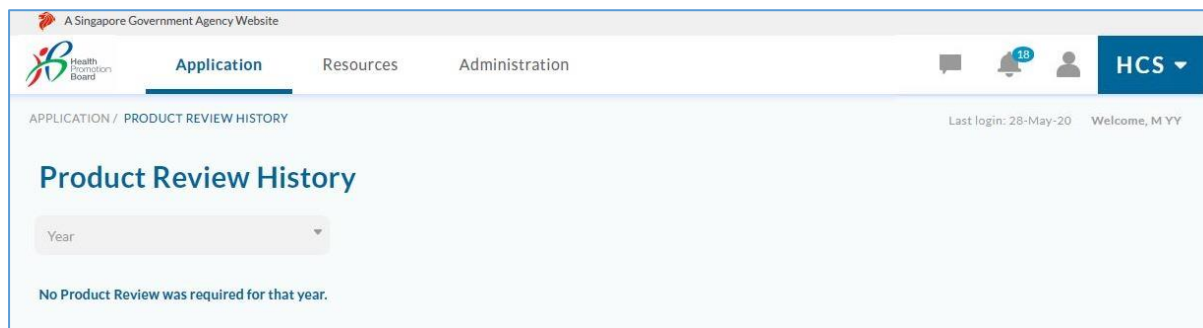 A Singapore Government Agency Website
Health
Promotion
Board
Application Resources Administration 18 HCS
APPLICATION / PRODUCT REVIEW HISTORY Last login: 28-May-20 Welcome, M YY
Product Review History
Year
No Product Review was required for that year.